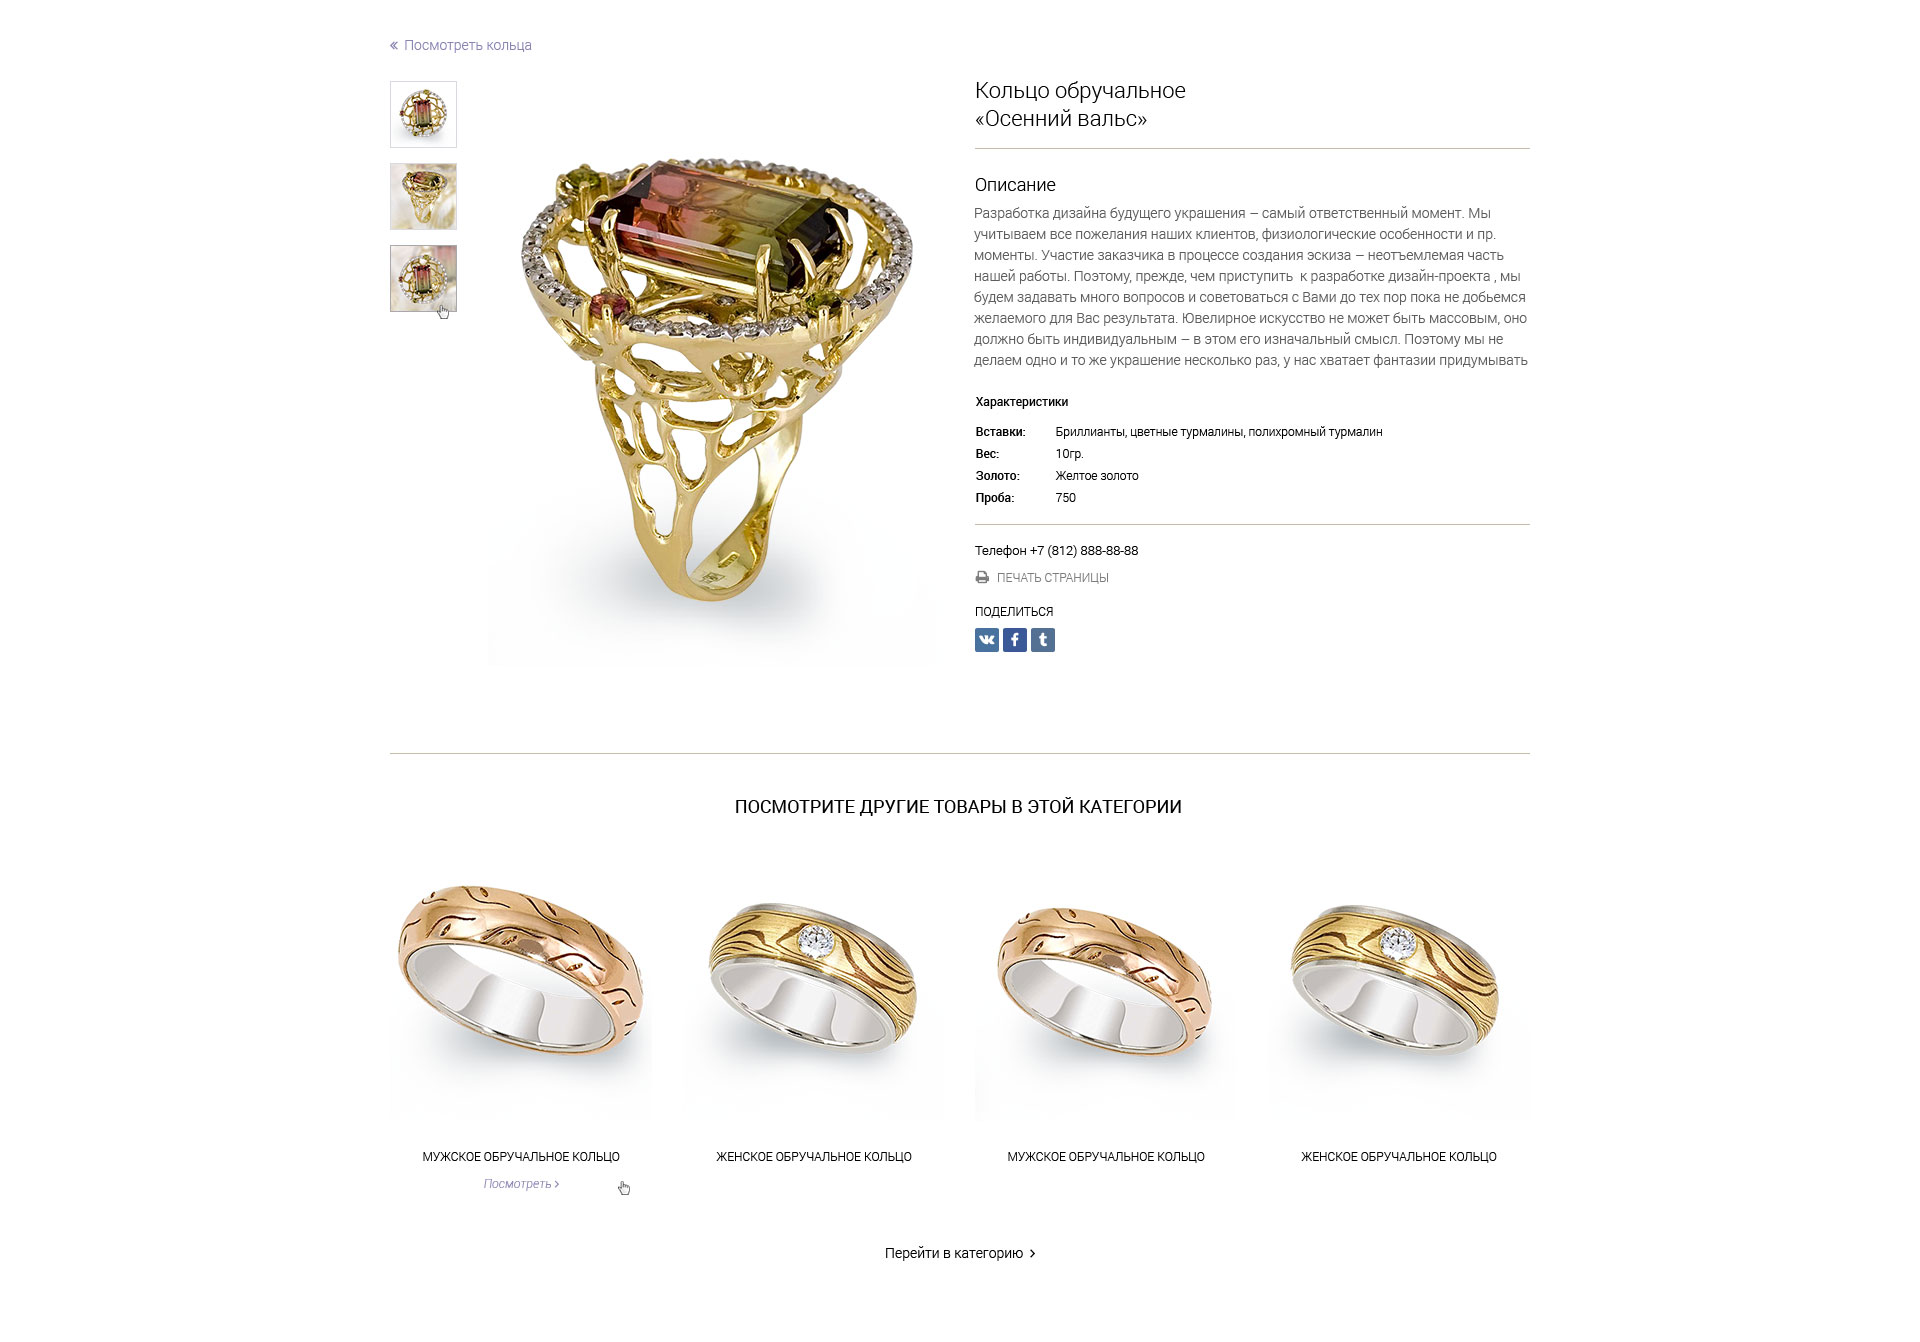 « Посмотреть кольца
Кольцо обручальное
«Осенний вальс»
Описание
Разработка дизайна будущего украшения – самый ответственный момент. Мы
учитываем все пожелания наших клиентов, физиологические особенности и пр.
моменты. Участие заказчика в процессе создания эскиза – неотъемлемая часть
нашей работы. Поэтому, прежде, чем приступить  к разработке дизайн-проекта , мы
будем задавать много вопросов и советоваться с Вами до тех пор пока не добьемся
желаемого для Вас результата. Ювелирное искусство не может быть массовым, оно
должно быть индивидуальным – в этом его изначальный смысл. Поэтому мы не
делаем одно и то же украшение несколько раз, у нас хватает фантазии придумывать
Характеристики
Вставки: Бриллианты, цветные турмалины, полихромный турмалин
Вес: 10гр.
Золото: Желтое золото
Проба: 750
Телефон +7 (812) 888-88-88
ПЕЧАТЬ СТРАНИЦЫ
ПОДЕЛИТЬСЯ
ПОСМОТРИТЕ ДРУГИЕ ТОВАРЫ В ЭТОЙ КАТЕГОРИИ
МУЖСКОЕ ОБРУЧАЛЬНОЕ КОЛЬЦО
Посмотреть >
ЖЕНСКОЕ ОБРУЧАЛЬНОЕ КОЛЬЦО
МУЖСКОЕ ОБРУЧАЛЬНОЕ КОЛЬЦО
ЖЕНСКОЕ ОБРУЧАЛЬНОЕ КОЛЬЦО
Перейти в категорию >